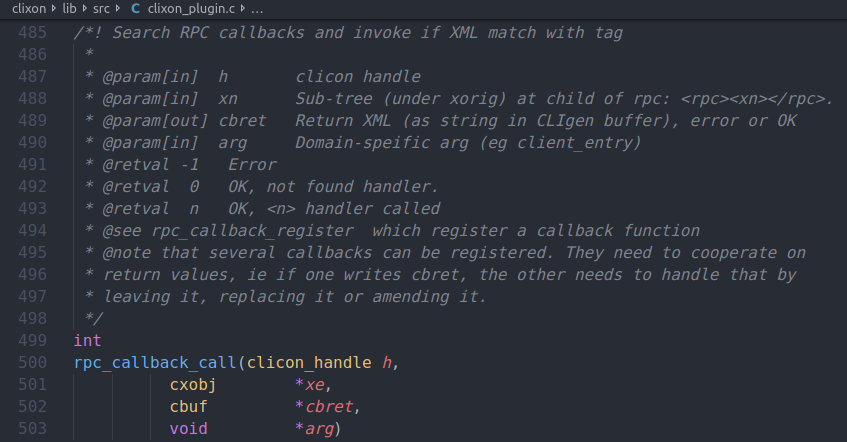 clixon › lib › src › C clixon_plugin.c › ...
485 /*! Search RPC callbacks and invoke if XML match with tag
486  *
487  * @param[in]  h       clicon handle
488  * @param[in]  xn      Sub-tree (under xorig) at child of rpc: <rpc><xn></rpc>.
489  * @param[out] cbret   Return XML (as string in CLIgen buffer), error or OK
490  * @param[in]  arg     Domain-speific arg (eg client_entry)
491  * @retval -1   Error
492  * @retval  0   OK, not found handler.
493  * @retval  n   OK, <n> handler called
494  * @see rpc_callback_register  which register a callback function
495  * @note that several callbacks can be registered. They need to cooperate on
496  * return values, ie if one writes cbret, the other needs to handle that by
497  * leaving it, replacing it or amending it.
498  */
499 int
500 rpc_callback_call(clicon_handle h,
501           cxobj        *xe,
502           cbuf         *cbret,
503           void         *arg)